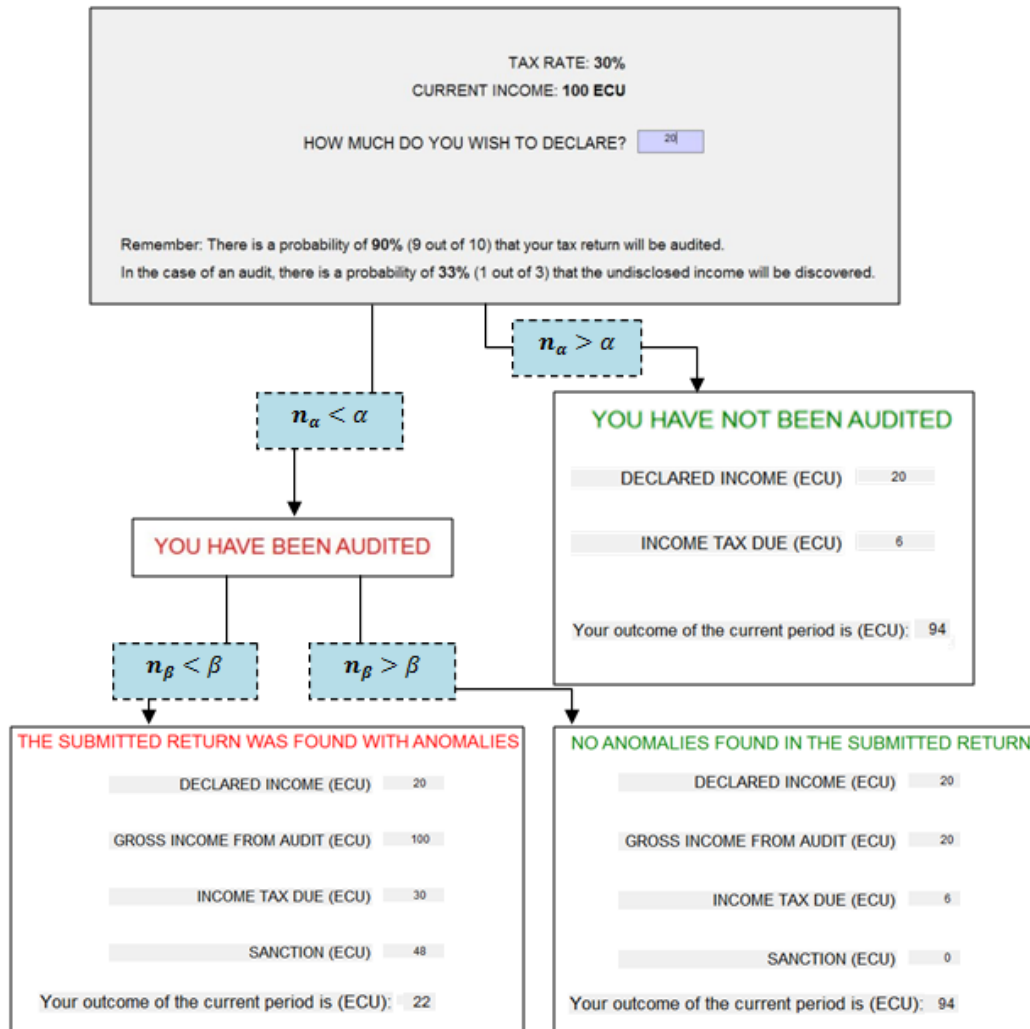 TAX RATE: 30%
CURRENT INCOME: 100 ECU
HOW MUCH DO YOU WISH TO DECLARE? 20
Remember: There is a probability of 90% (9 out of 10) that your tax return will be audited.
In the case of an audit, there is a probability of 33% (1 out of 3) that the undisclosed income will be discovered.
nα > α
nα < α
YOU HAVE NOT BEEN AUDITED
DECLARED INCOME (ECU) 20
INCOME TAX DUE (ECU) 6
Your outcome of the current period is (ECU): 94
YOU HAVE BEEN AUDITED
nβ < β
nβ > β
THE SUBMITTED RETURN WAS FOUND WITH ANOMALIES
DECLARED INCOME (ECU) 20
GROSS INCOME FROM AUDIT (ECU) 100
INCOME TAX DUE (ECU) 30
SANCTION (ECU) 48
Your outcome of the current period is (ECU): 22
NO ANOMALIES FOUND IN THE SUBMITTED RETURN
DECLARED INCOME (ECU) 20
GROSS INCOME FROM AUDIT (ECU) 20
INCOME TAX DUE (ECU) 6
SANCTION (ECU) 0
Your outcome of the current period is (ECU): 94